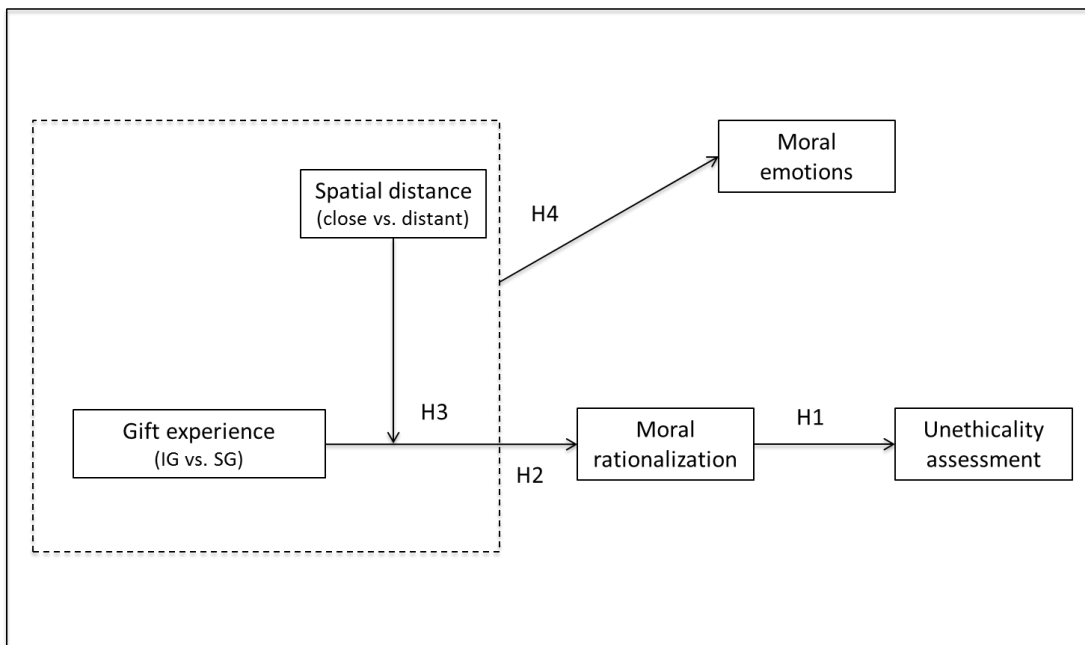 Moral
emotions
Spatial distance
(close vs. distant)
H4
H3
Gift experience
(IG vs. SG)
H2
Moral
rationalization
H1
Unethicality
assessment